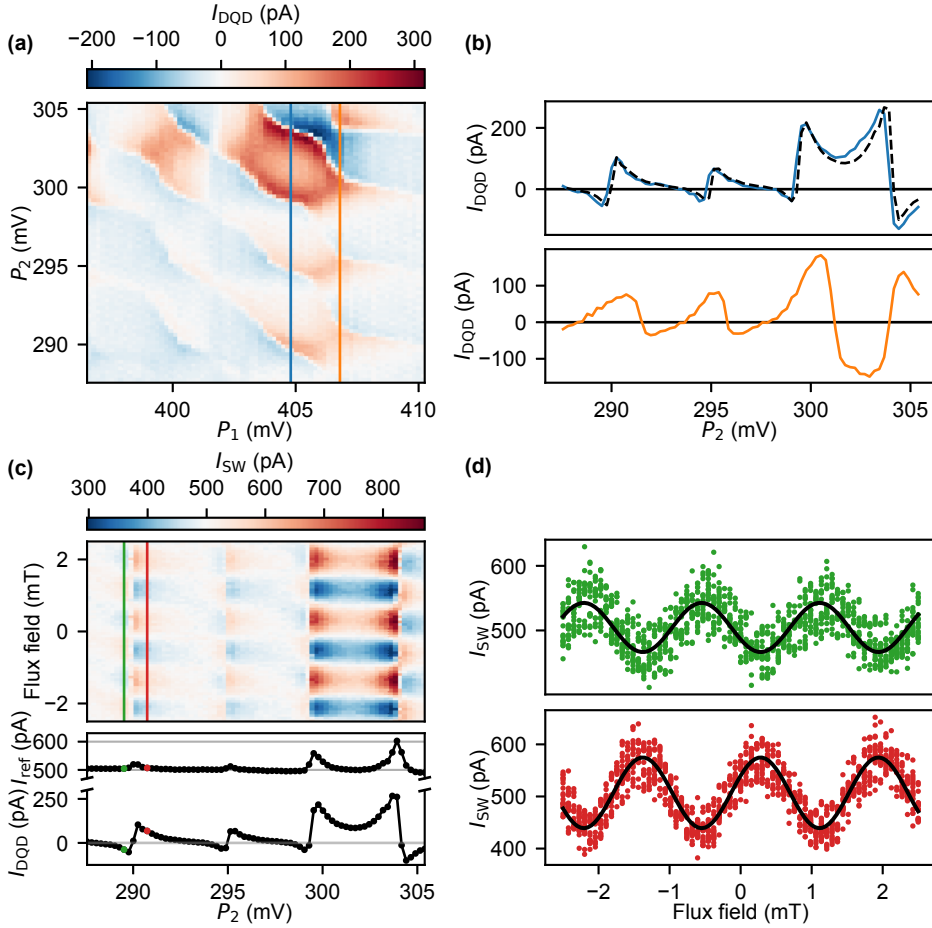 (a)
I_DQD (pA)
−200 −100 0 100 200 300
305
300
295
290
P_2 (mV)
400 405 410
P_1 (mV)
(b)
200
0
I_DQD (pA)
100
0
−100
I_DQD (pA)
290 295 300 305
P_2 (mV)
(c)
I_SW (pA)
300 400 500 600 700 800
2
0
−2
Flux field (mT)
600
500
I_ref (pA)
250
0
I_DQD (pA)
290 295 300 305
P_2 (mV)
(d)
600
500
I_SW (pA)
600
500
400
I_SW (pA)
−2 −1 0 1 2
Flux field (mT)